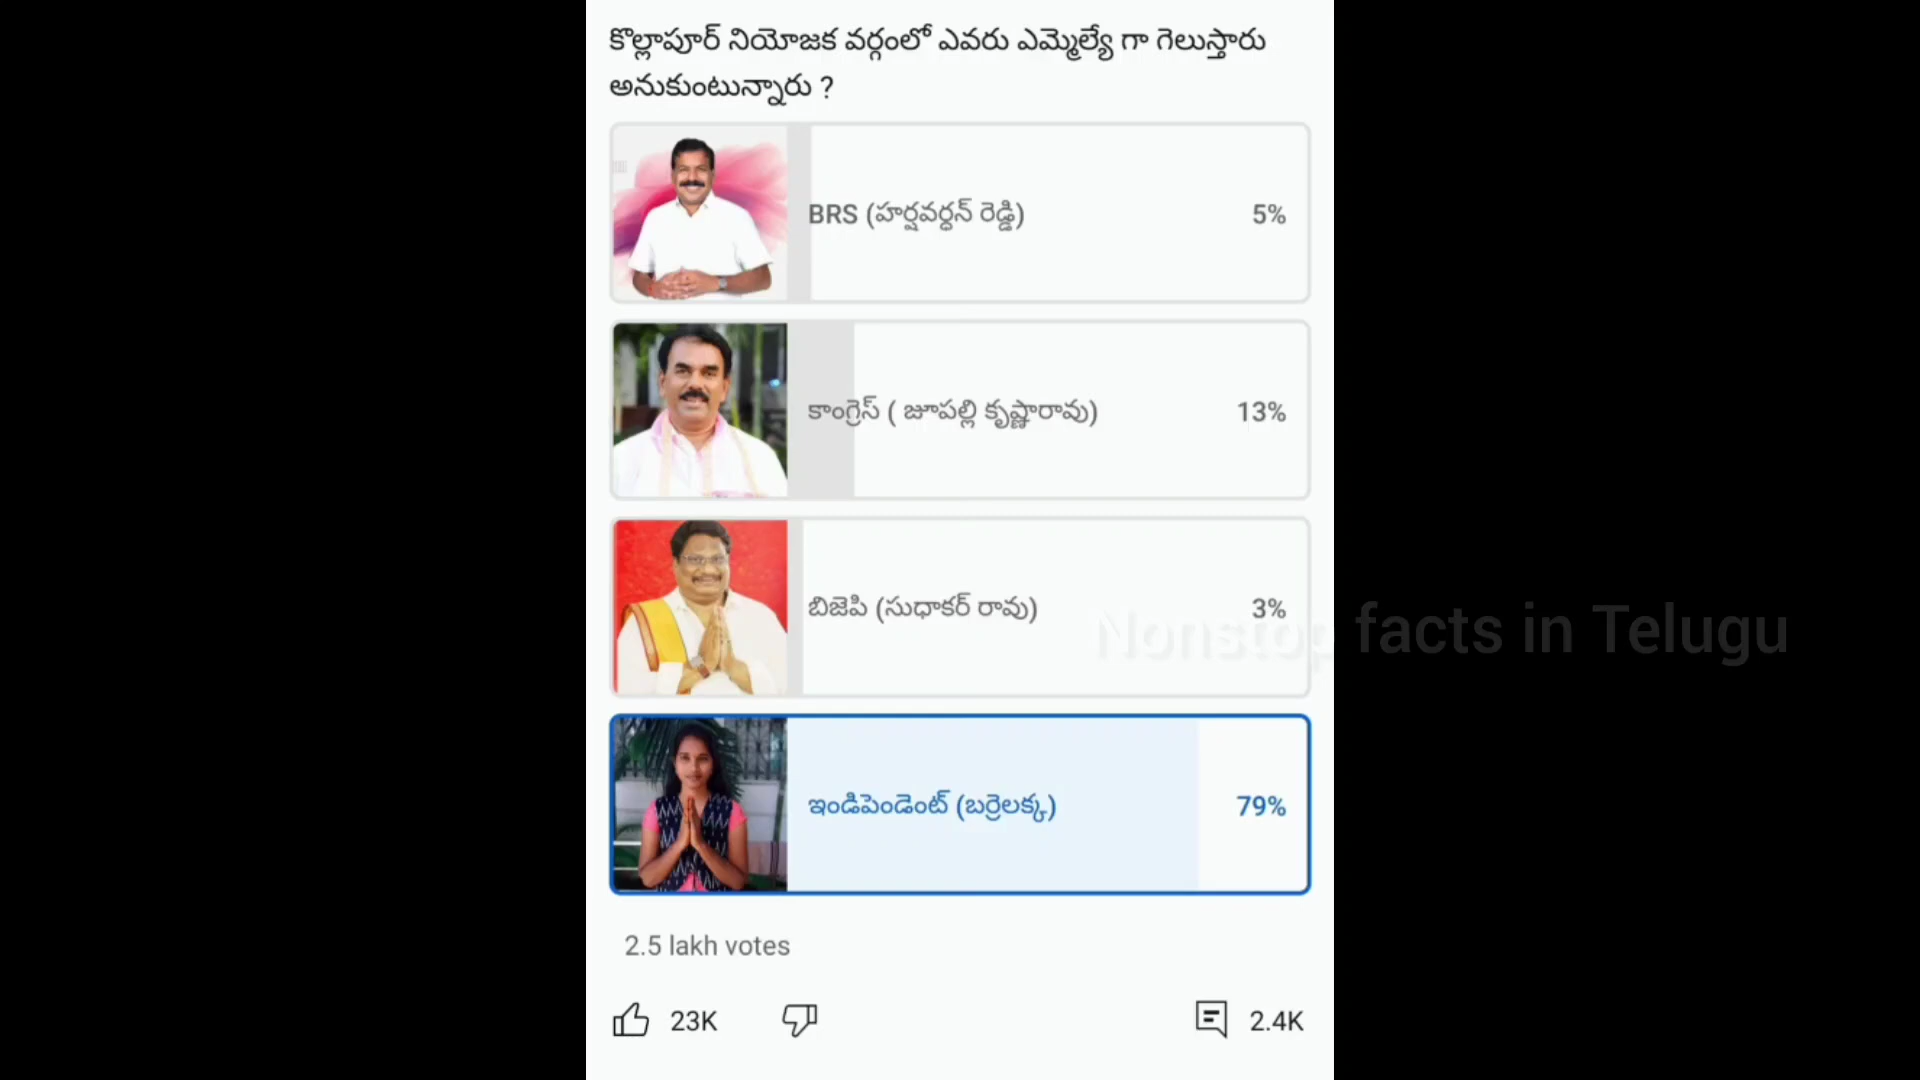 కొల్లాపూర్ నియోజక వర్గంలో ఎవరు ఎమ్మెల్యే గా గెలుస్తారు
అనుకుంటున్నారు ?
BRS (హర్షవర్ధన్ రెడ్డి) 5%
కాంగ్రెస్ ( జూపల్లి కృష్ణారావు) 13%
బిజెపి (సుధాకర్ రావు) 3%
Nonstop facts in Telugu
ఇండిపెండెంట్ (బర్రెలక్క) 79%
2.5 lakh votes
23K 2.4K